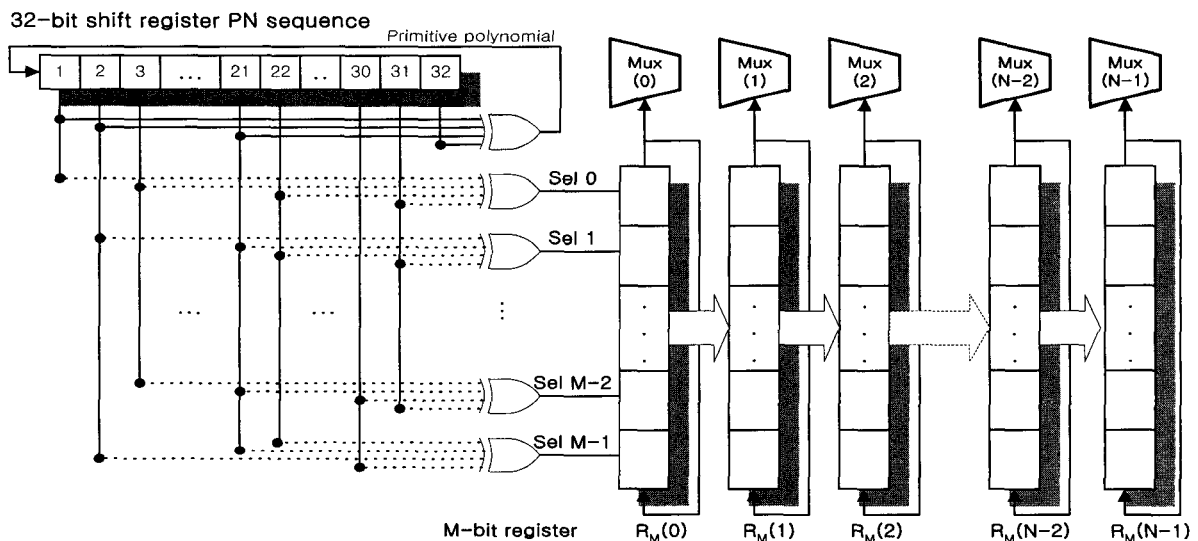 32-bit shift register PN sequence
Primitive polynomial
1 2 3 ... 21 22 .. 30 31 32
Mux (0)
Mux (1)
Mux (2)
Mux (N-2)
Mux (N-1)
Sel 0
Sel 1
... ...
Sel M-2
Sel M-1
M-bit register
R_M(0)
R_M(1)
R_M(2)
R_M(N-2)
R_M(N-1)